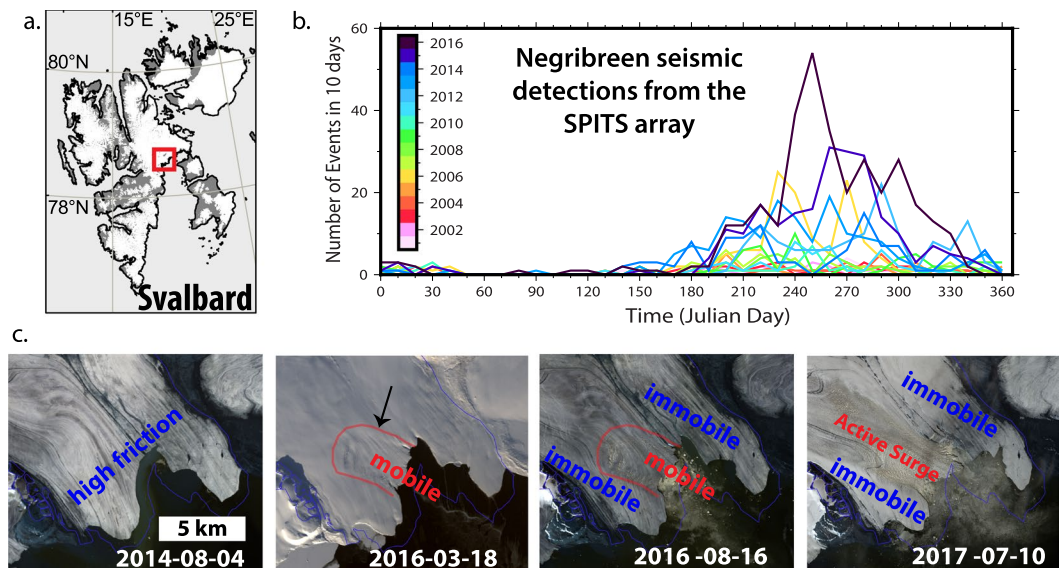 a.
15°E
25°E
80°N
78°N
Svalbard
b.
Number of Events in 10 days
60
40
20
0
2016
2014
2012
2010
2008
2006
2004
2002
Negribreen seismic
detections from the
SPITS array
0 30 60 90 120 150 180 210 240 270 300 330 360
Time (Julian Day)
c.
high friction
5 km
2014-08-04
mobile
2016-03-18
immobile
immobile
mobile
2016 -08-16
immobile
Active Surge
immobile
2017 -07-10